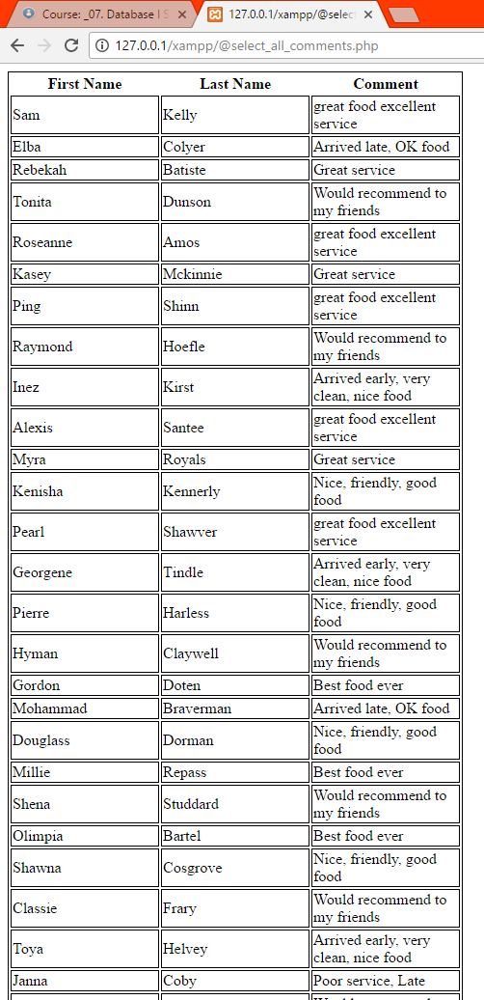 Course: _07. Database I S
127.0.0.1/xampp/@selec
127.0.0.1/xampp/@select_all_comments.php
First Name Last Name Comment
Sam Kelly great food excellent
service
Elba Colyer Arrived late, OK food
Rebekah Batiste Great service
Tonita Dunson Would recommend to
my friends
Roseanne Amos great food excellent
service
Kasey Mckinnie Great service
Ping Shinn great food excellent
service
Raymond Hoefle Would recommend to
my friends
Inez Kirst Arrived early, very
clean, nice food
Alexis Santee great food excellent
service
Myra Royals Great service
Kenisha Kennerly Nice, friendly, good
food
Pearl Shawver great food excellent
service
Georgene Tindle Arrived early, very
clean, nice food
Pierre Harless Nice, friendly, good
food
Hyman Claywell Would recommend to
my friends
Gordon Doten Best food ever
Mohammad Braverman Arrived late, OK food
Douglass Dorman Nice, friendly, good
food
Millie Repass Best food ever
Shena Studdard Would recommend to
my friends
Olimpia Bartel Best food ever
Shawna Cosgrove Nice, friendly, good
food
Classie Frary Would recommend to
my friends
Toya Helvey Arrived early, very
clean, nice food
Janna Coby Poor service, Late